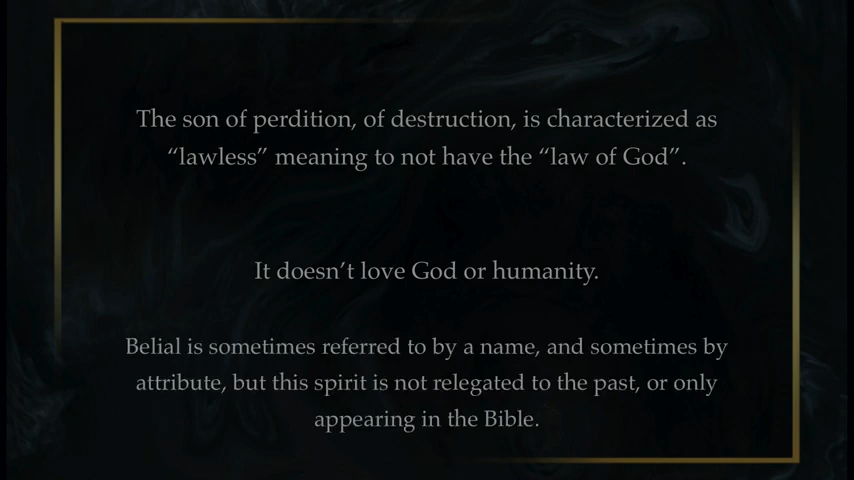 The son of perdition, of destruction, is characterized as
“lawless” meaning to not have the “law of God”.
It doesn’t love God or humanity.
Belial is sometimes referred to by a name, and sometimes by
attribute, but this spirit is not relegated to the past, or only
appearing in the Bible.